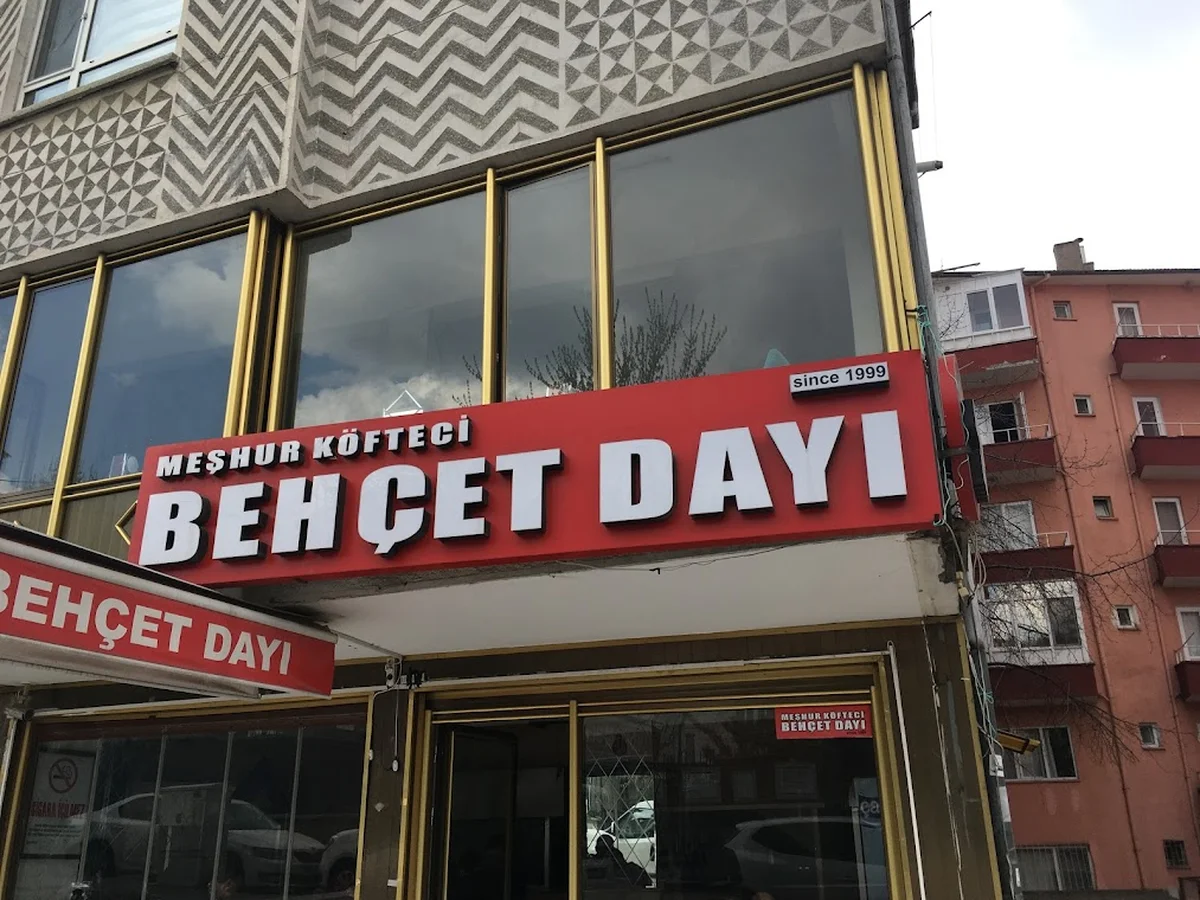 since 1999
MEŞHUR KÖFTECİ
BEHÇET DAYI
BEHÇET DAYI
MEŞHUR KÖFTECİ
BEHÇET DAYI